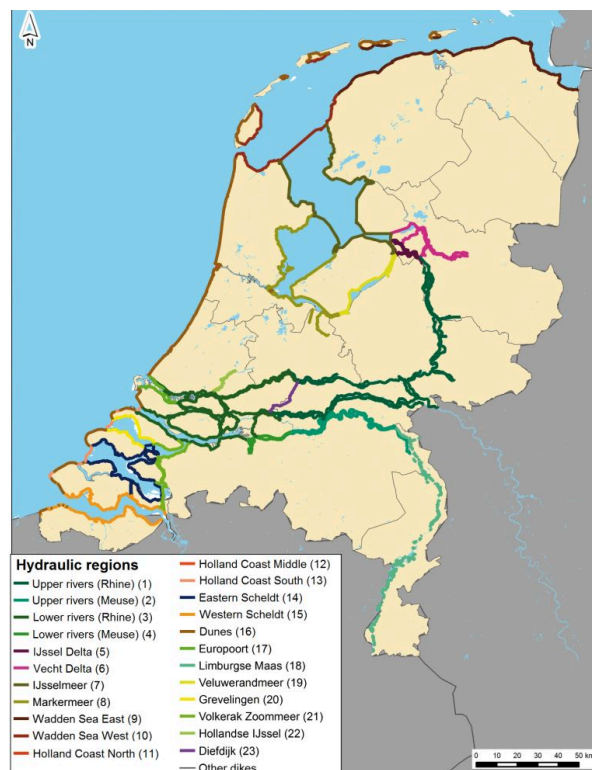 N
Hydraulic regions
Upper rivers (Rhine) (1)
Upper rivers (Meuse) (2)
Lower rivers (Rhine) (3)
Lower rivers (Meuse) (4)
IJssel Delta (5)
Vecht Delta (6)
IJsselmeer (7)
Markermeer (8)
Wadden Sea East (9)
Wadden Sea West (10)
Holland Coast North (11)
Holland Coast Middle (12)
Holland Coast South (13)
Eastern Scheldt (14)
Western Scheldt (15)
Dunes (16)
Europoort (17)
Limburgse Maas (18)
Veluwerandmeer (19)
Grevelingen (20)
Volkerak Zoommeer (21)
Hollandse IJssel (22)
Diefdijk (23)
Other dikes
0 10 20 30 40 50 km